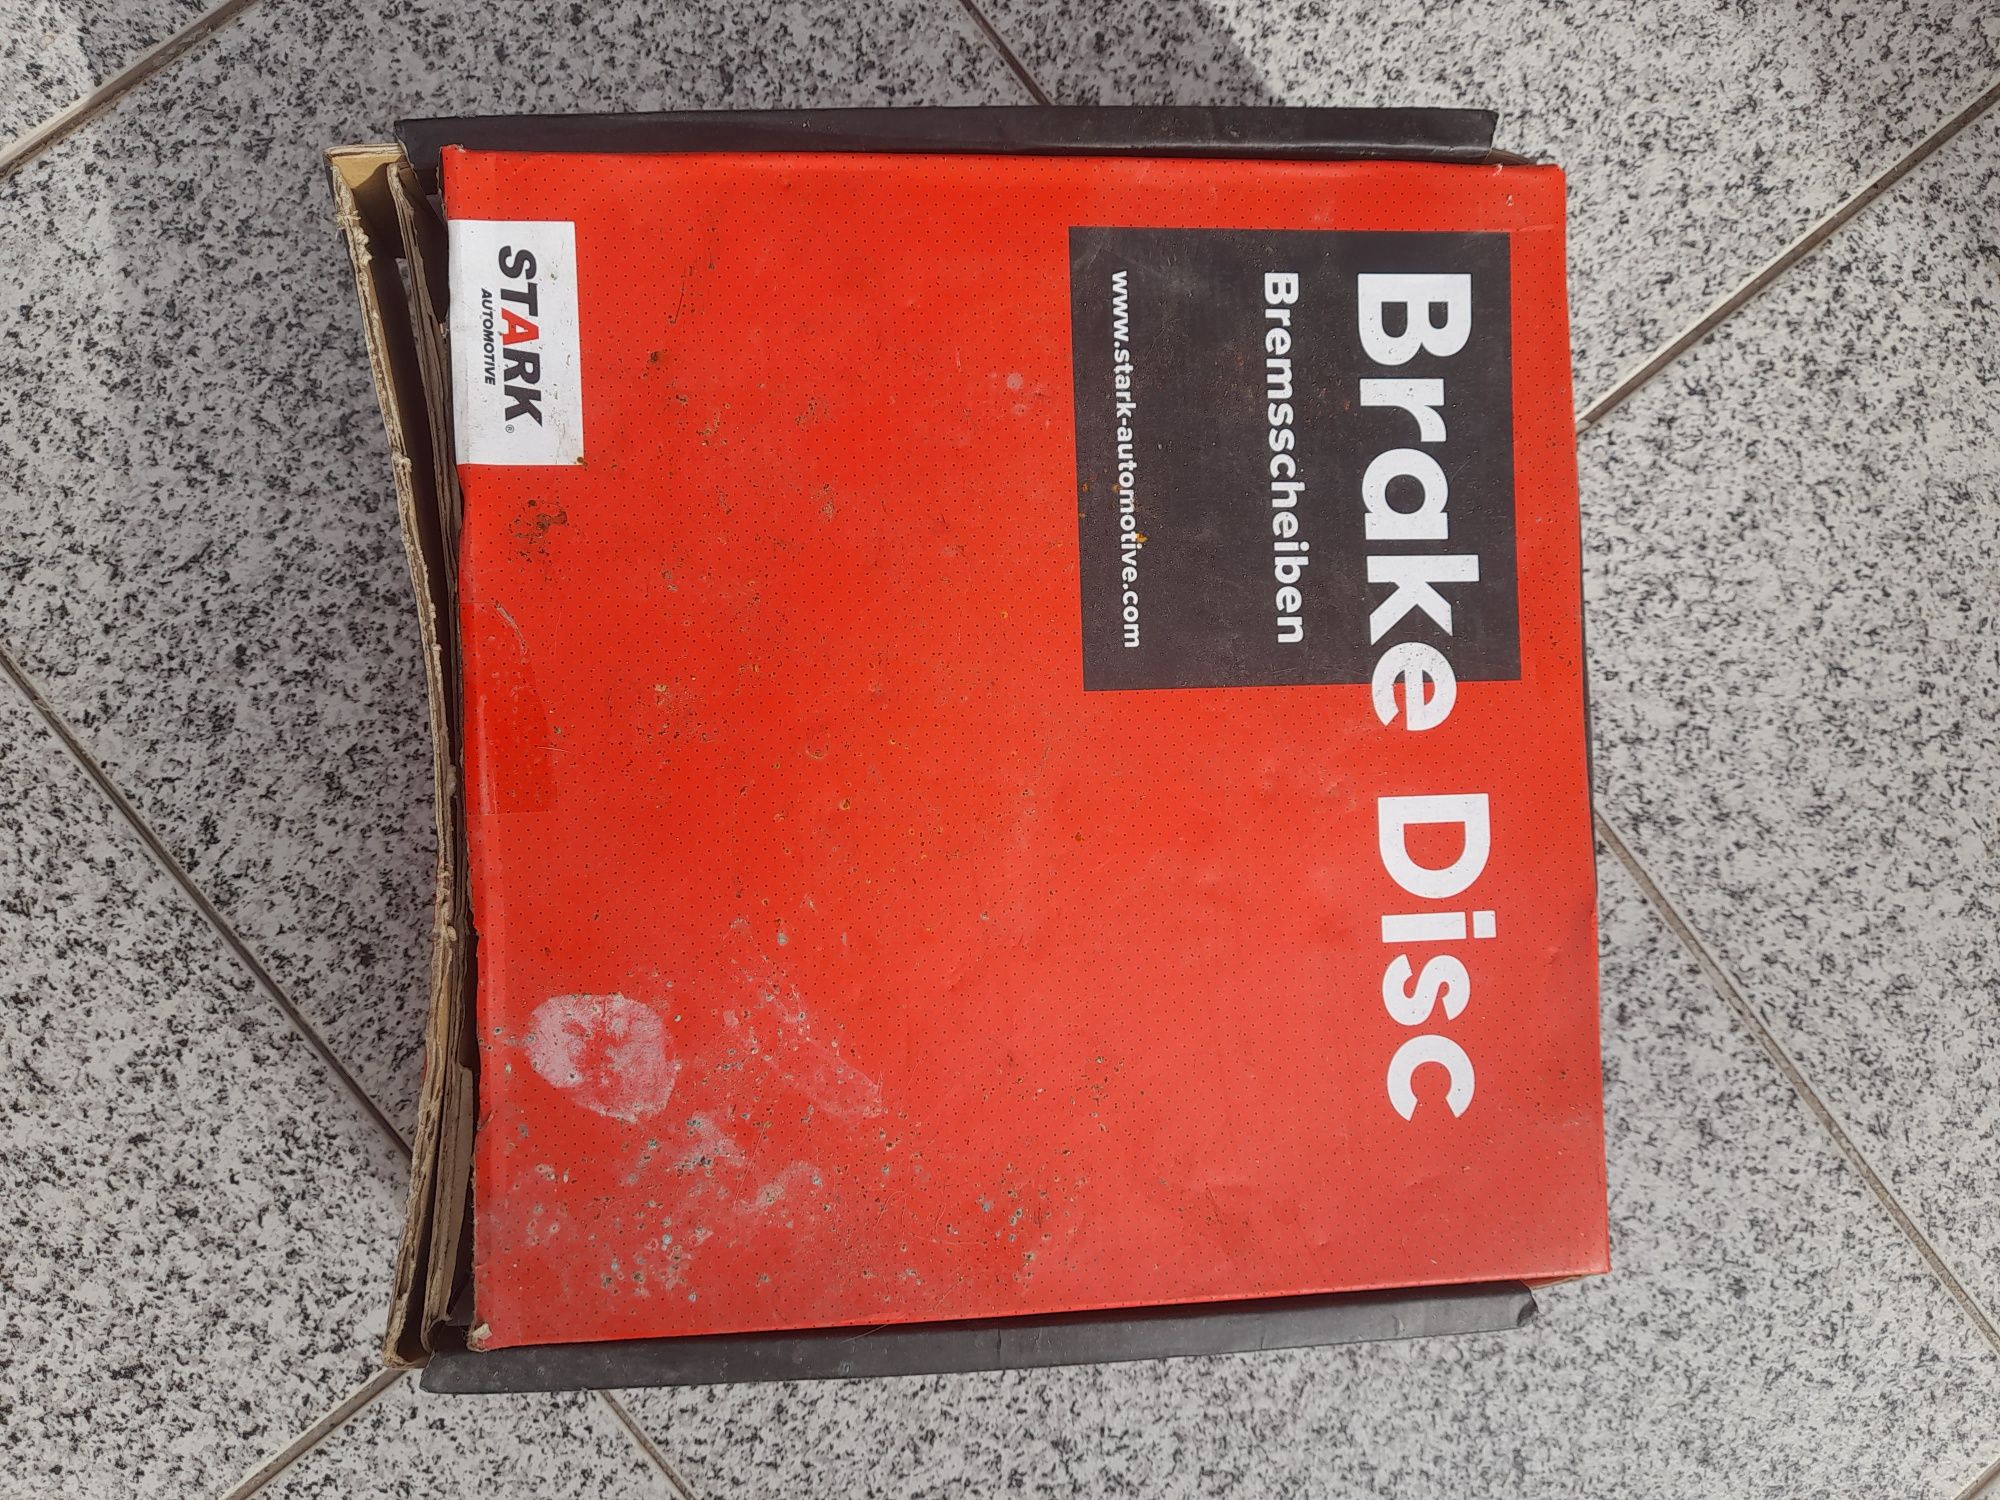 Brake Disc
Bremsscheiben
www.stark-automotive.com
STARK®
AUTOMOTIVE